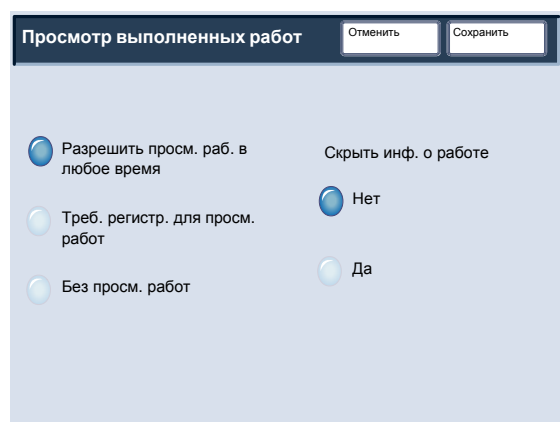 Просмотр выполненных работ
Отменить
Сохранить
Разрешить просм. раб. в
любое время
Треб. регистр. для просм.
работ
Без просм. работ
Скрыть инф. о работе
Нет
Да